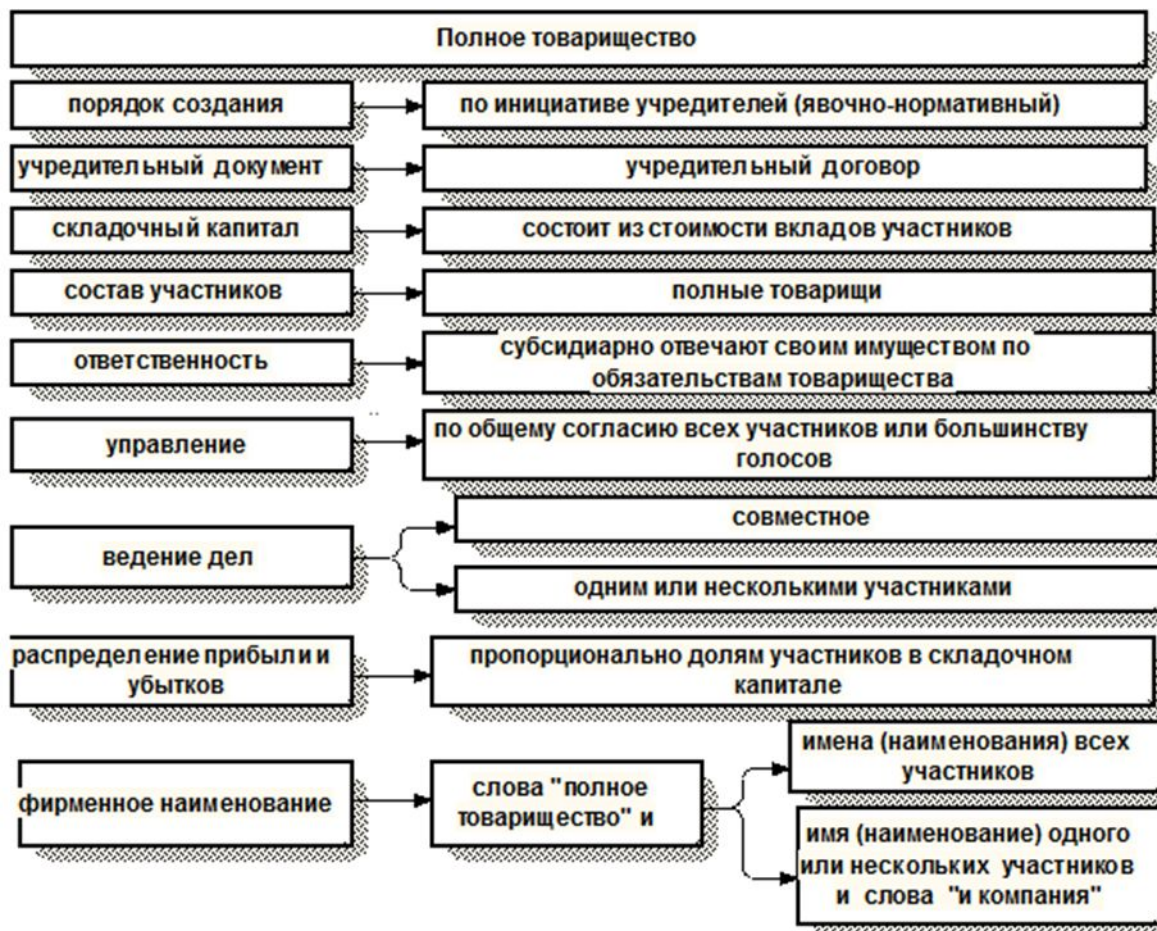 Полное товарищество
порядок создания
по инициативе учредителей (явочно-нормативный)
учредительный документ
учредительный договор
складочный капитал
состоит из стоимости вкладов участников
состав участников
полные товарищи
ответственность
субсидиарно отвечают своим имуществом по
обязательствам товарищества
управление
по общему согласию всех участников или большинству
голосов
ведение дел
совместное
одним или несколькими участниками
распределение прибыли и
убытков
пропорционально долям участников в складочном
капитале
фирменное наименование
слова "полное
товарищество" и
имена (наименования) всех
участников
имя (наименование) одного
или нескольких участников
и слова "и компания"